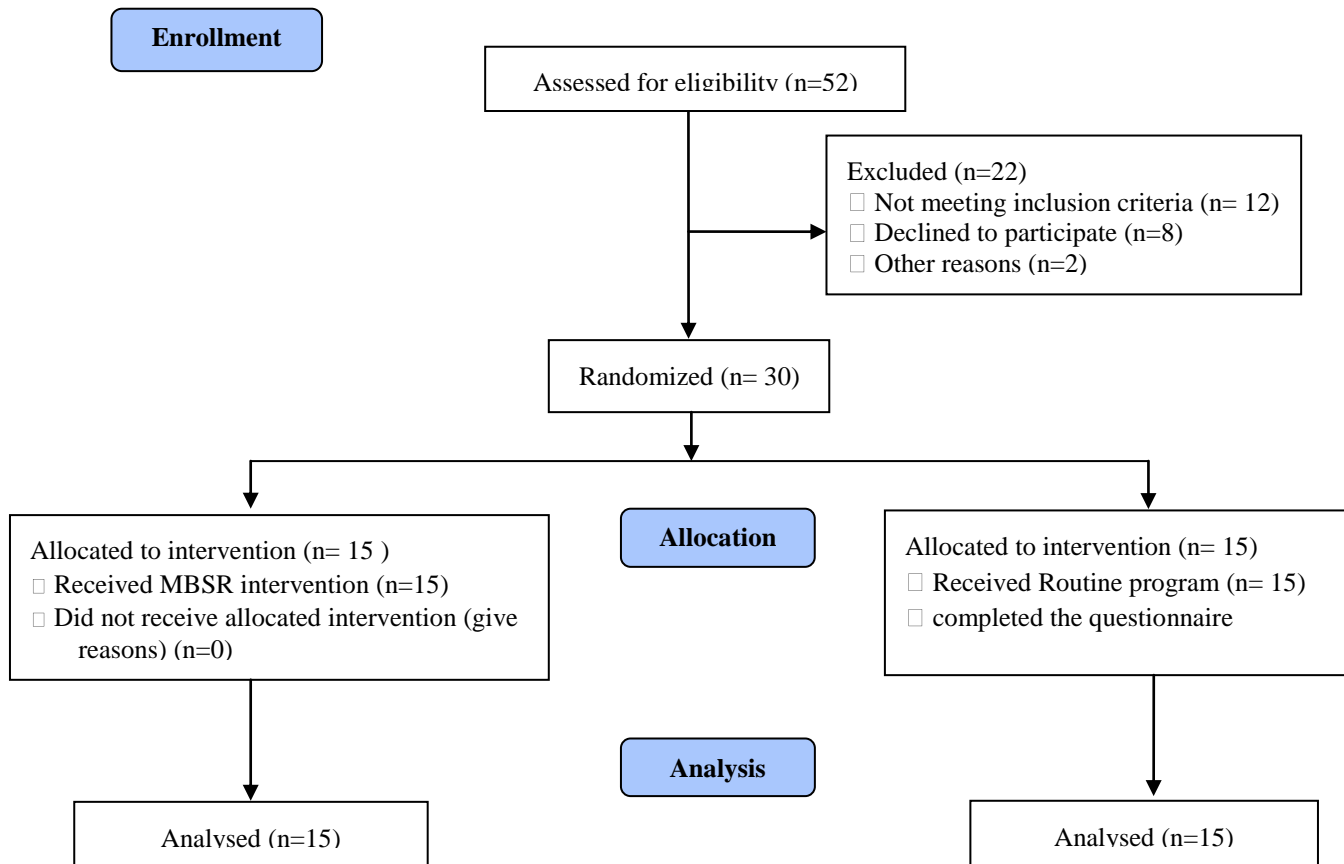 Enrollment
Assessed for eligibility (n=52)
Excluded (n=22)
□ Not meeting inclusion criteria (n= 12)
□ Declined to participate (n=8)
□ Other reasons (n=2)
Randomized (n= 30)
Allocated to intervention (n= 15 )
□ Received MBSR intervention (n=15)
□ Did not receive allocated intervention (give
reasons) (n=0)
Allocation
Allocated to intervention (n= 15)
□ Received Routine program (n= 15)
□ completed the questionnaire
Analysis
Analysed (n=15)
Analysed (n=15)